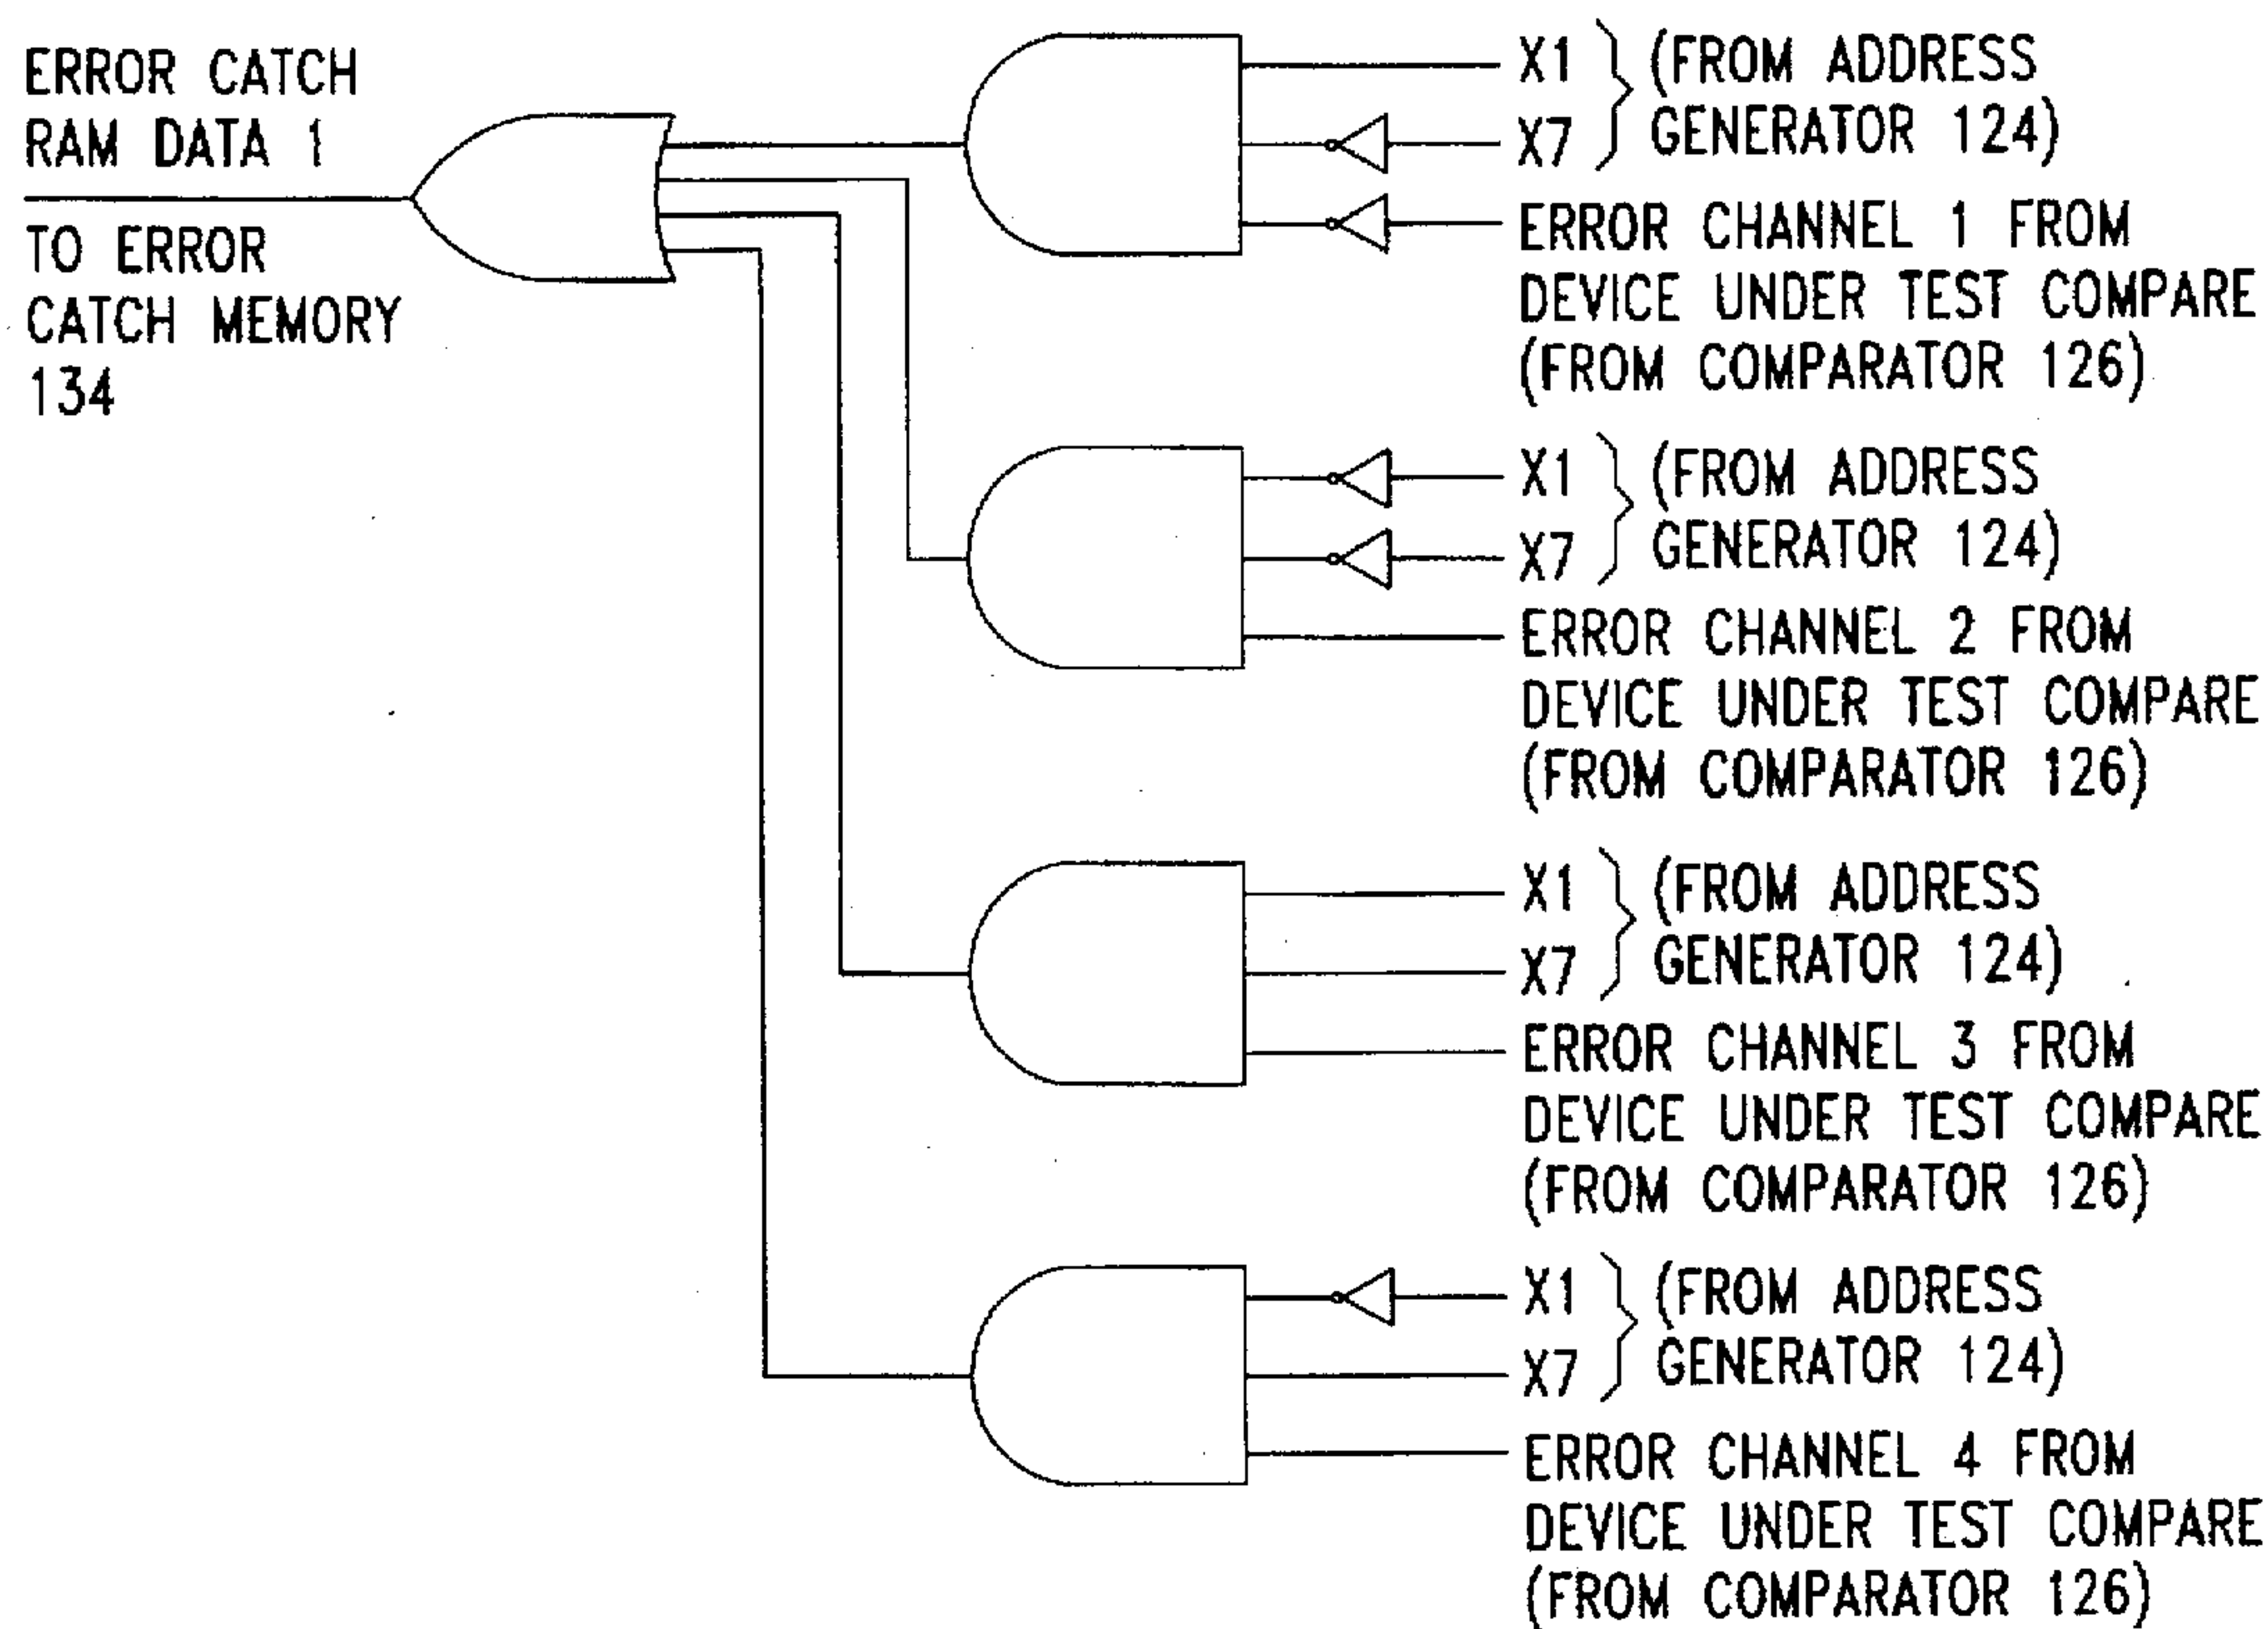 ERROR CATCH
RAM DATA 1
TO ERROR
CATCH MEMORY
134
X1 (FROM ADDRESS
X7 GENERATOR 124)
ERROR CHANNEL 1 FROM
DEVICE UNDER TEST COMPARE
(FROM COMPARATOR 126)
X1 (FROM ADDRESS
X7 GENERATOR 124)
ERROR CHANNEL 2 FROM
DEVICE UNDER TEST COMPARE
(FROM COMPARATOR 126)
X1 (FROM ADDRESS
X7 GENERATOR 124)
ERROR CHANNEL 3 FROM
DEVICE UNDER TEST COMPARE
(FROM COMPARATOR 126)
X1 (FROM ADDRESS
X7 GENERATOR 124)
ERROR CHANNEL 4 FROM
DEVICE UNDER TEST COMPARE
(FROM COMPARATOR 126)